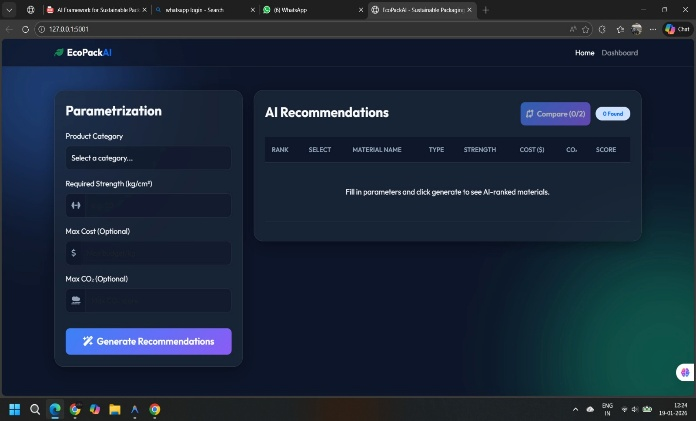 AI Framework for Sustainable Pac
whatsapp login - Search
(6) WhatsApp
EcoPackAI - Sustainable Packaging
127.0.0.1:5001
Chat
EcoPackAI
Home Dashboard
Parametrization
Product Category
Select a category...
Required Strength (kg/cm²)
Max Cost (Optional)
$
Max CO₂ (Optional)
Generate Recommendations
AI Recommendations
Compare (0/2)
0 Found
RANK SELECT MATERIAL NAME TYPE STRENGTH COST ($) CO₂ SCORE
Fill in parameters and click generate to see AI-ranked materials.
ENG
IN
12:24
19-01-2026